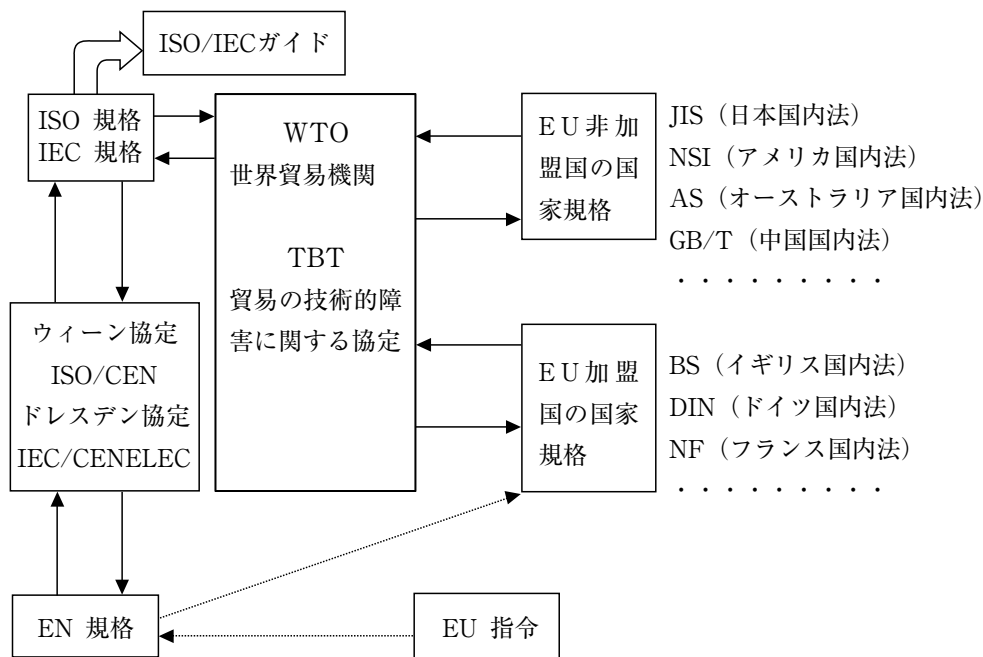 ISO/IECガイド
ISO 規格
IEC 規格
WTO
世界貿易機関
TBT
貿易の技術的障
害に関する協定
EU非加
盟国の国
家規格
JIS（日本国内法）
NSI（アメリカ国内法）
AS（オーストラリア国内法）
GB/T（中国国内法）
・・・・・・・・・
ウィーン協定
ISO/CEN
ドレスデン協定
IEC/CENELEC
EU加盟
国の国家
規格
BS（イギリス国内法）
DIN（ドイツ国内法）
NF（フランス国内法）
・・・・・・・・・
EN 規格
EU 指令